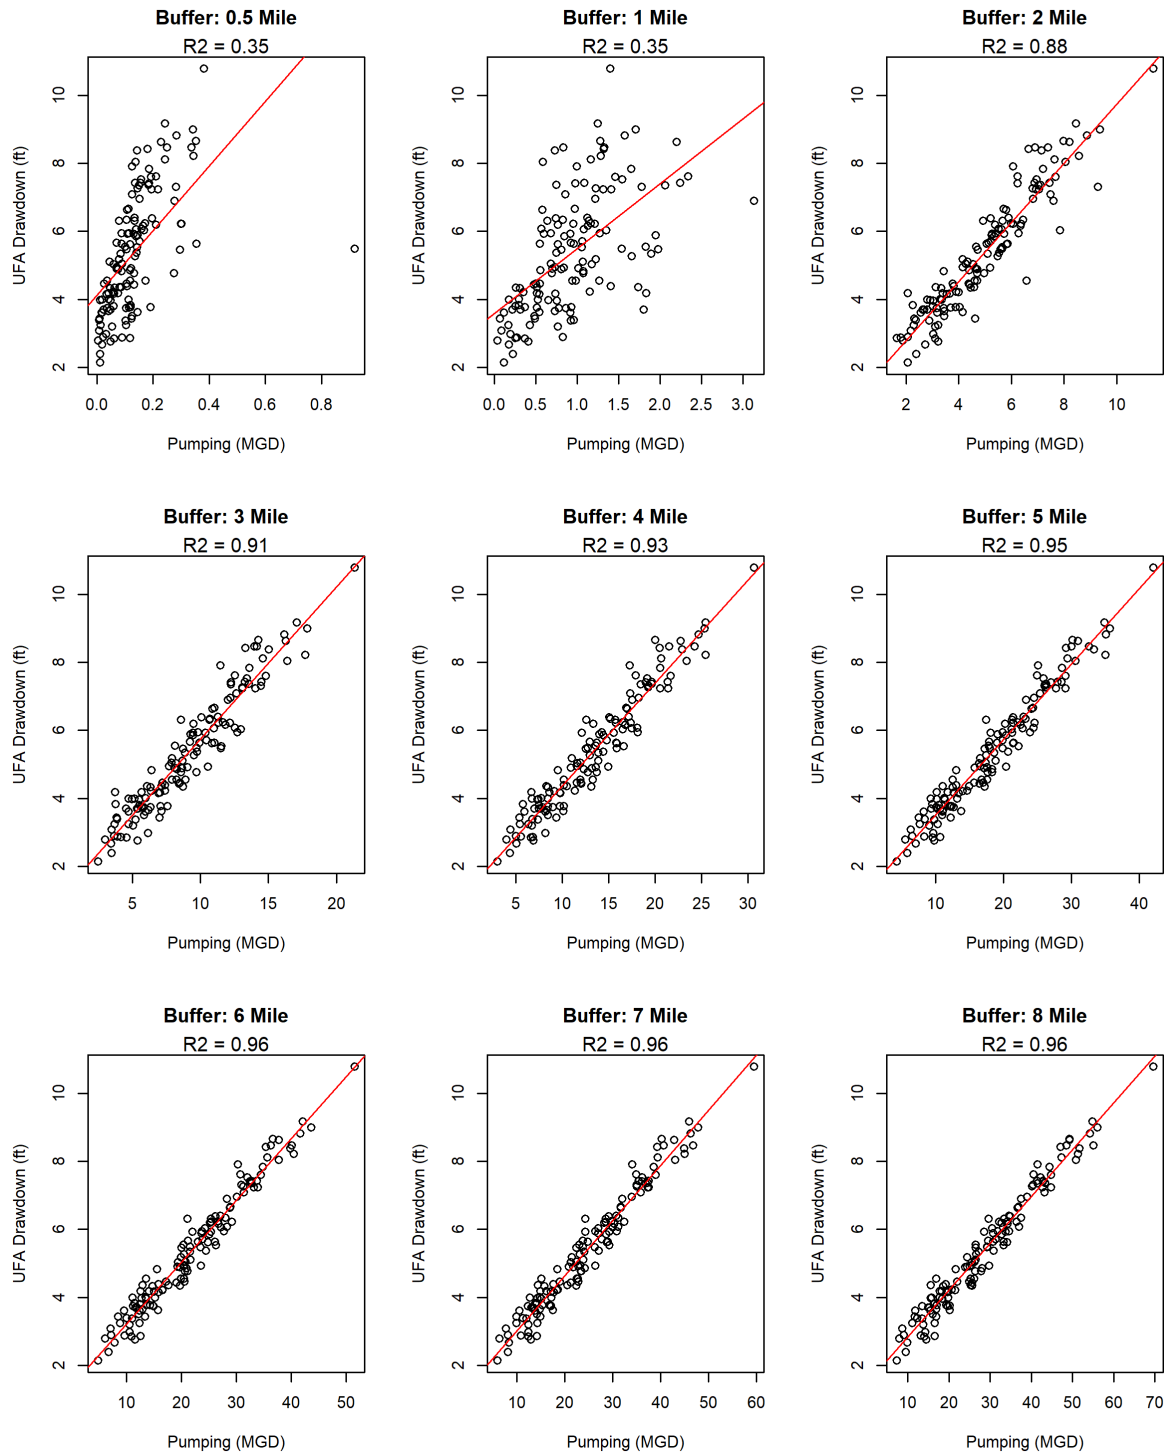 Buffer: 0.5 Mile
R2 = 0.35
UFA Drawdown (ft)
10
8
6
4
2
0.0 0.2 0.4 0.6 0.8
Pumping (MGD)
Buffer: 1 Mile
R2 = 0.35
UFA Drawdown (ft)
10
8
6
4
2
0.0 0.5 1.0 1.5 2.0 2.5 3.0
Pumping (MGD)
Buffer: 2 Mile
R2 = 0.88
UFA Drawdown (ft)
10
8
6
4
2
2 4 6 8 10
Pumping (MGD)
Buffer: 3 Mile
R2 = 0.91
UFA Drawdown (ft)
10
8
6
4
2
5 10 15 20
Pumping (MGD)
Buffer: 4 Mile
R2 = 0.93
UFA Drawdown (ft)
10
8
6
4
2
5 10 15 20 25 30
Pumping (MGD)
Buffer: 5 Mile
R2 = 0.95
UFA Drawdown (ft)
10
8
6
4
2
10 20 30 40
Pumping (MGD)
Buffer: 6 Mile
R2 = 0.96
UFA Drawdown (ft)
10
8
6
4
2
10 20 30 40 50
Pumping (MGD)
Buffer: 7 Mile
R2 = 0.96
UFA Drawdown (ft)
10
8
6
4
2
10 20 30 40 50 60
Pumping (MGD)
Buffer: 8 Mile
R2 = 0.96
UFA Drawdown (ft)
10
8
6
4
2
10 20 30 40 50 60 70
Pumping (MGD)